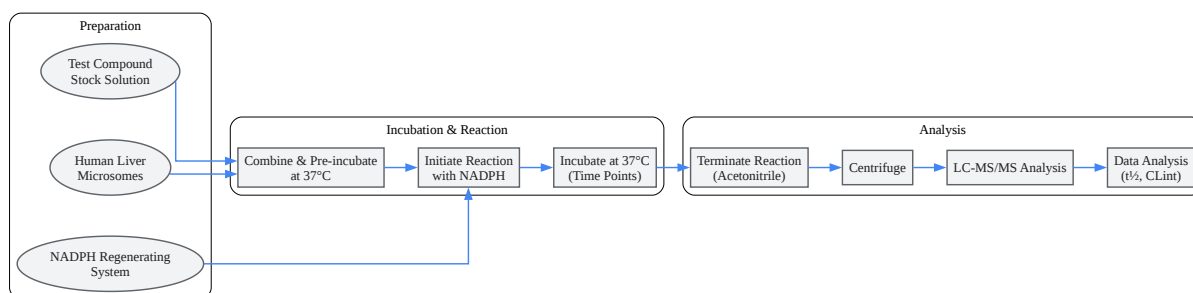 Preparation
Test Compound
Stock Solution
Human Liver
Microsomes
NADPH Regenerating
System
Incubation & Reaction
Combine & Pre-incubate
at 37°C
Initiate Reaction
with NADPH
Incubate at 37°C
(Time Points)
Analysis
Terminate Reaction
(Acetonitrile)
Centrifuge
LC-MS/MS Analysis
Data Analysis
(t½, CLint)